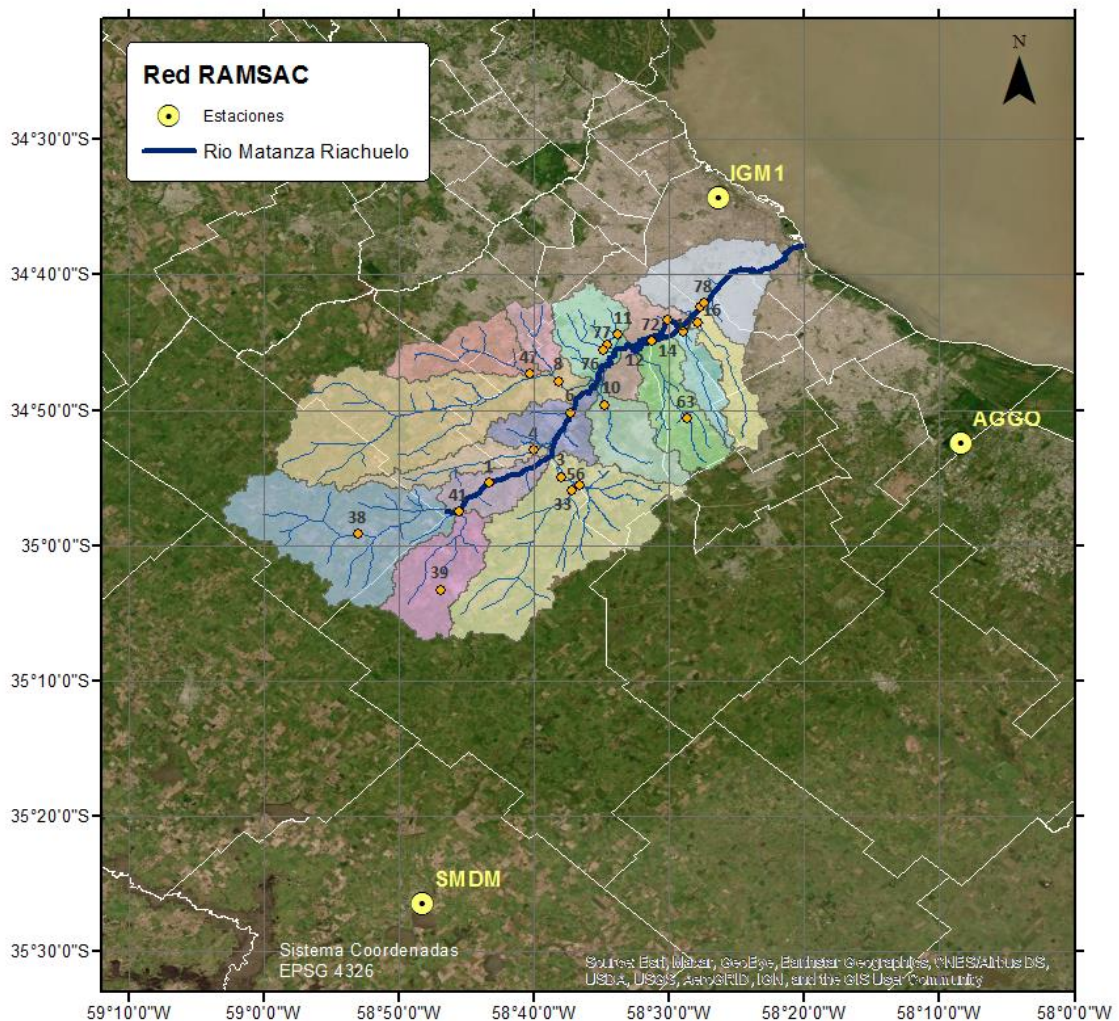 N
Red RAMSAC
Estaciones
Rio Matanza Riachuelo
IGM1
AGGO
SMDM
34°30'0"S
34°40'0"S
34°50'0"S
35°0'0"S
35°10'0"S
35°20'0"S
35°30'0"S
78
16
11
72
77
14
12
76
47
8
6
10
63
4
3
56
33
1
41
38
39
Sistema Coordenadas
EPSG 4326
Source: Esri, Maxar, GeoEye, Earthstar Geographics, CNES/Airbus DS,
USDA, USGS, AeroGRID, IGN, and the GIS User Community
59°10'0"W
59°0'0"W
58°50'0"W
58°40'0"W
58°30'0"W
58°20'0"W
58°10'0"W
58°0'0"W